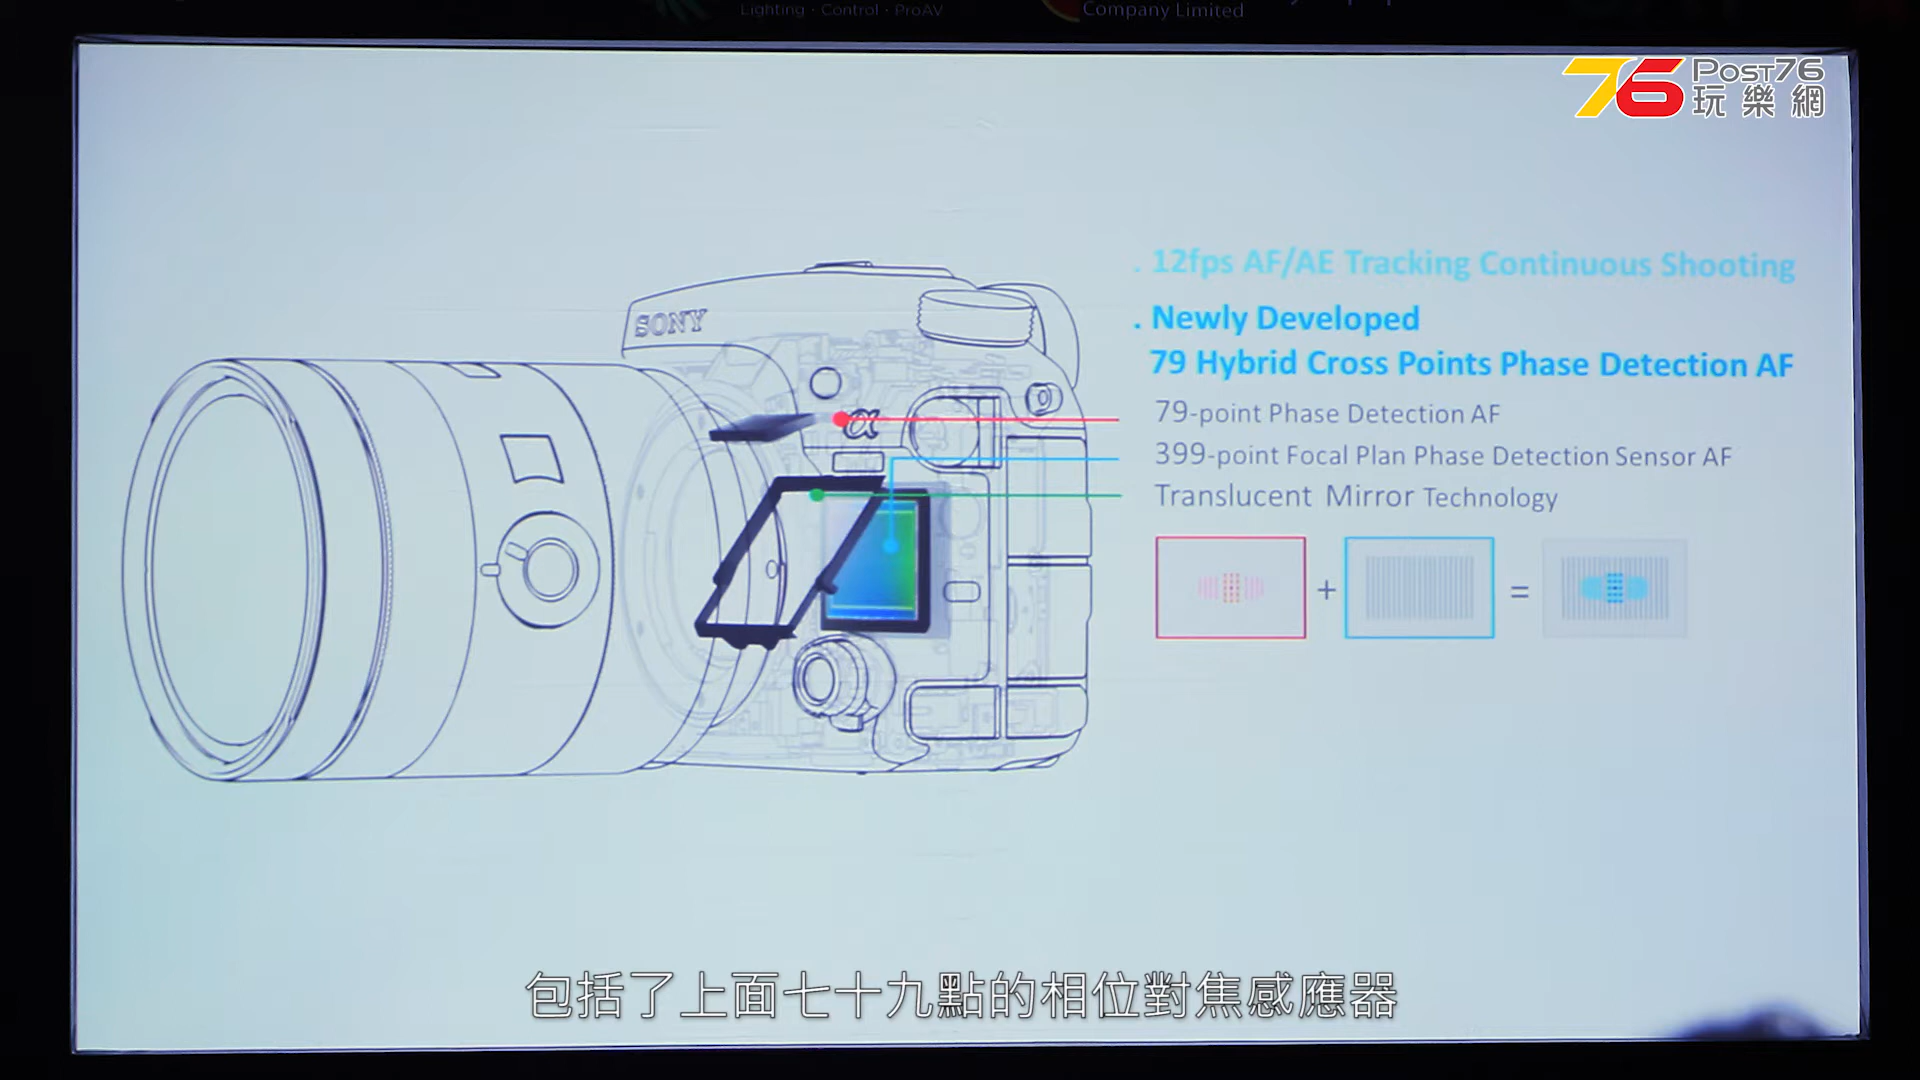 Lighting · Control · ProAV
Company Limited
76 POST76
玩樂網
. 12fps AF/AE Tracking Continuous Shooting
. Newly Developed
79 Hybrid Cross Points Phase Detection AF
79-point Phase Detection AF
399-point Focal Plan Phase Detection Sensor AF
Translucent Mirror Technology
+ =
SONY
α
包括了上面七十九點的相位對焦感應器